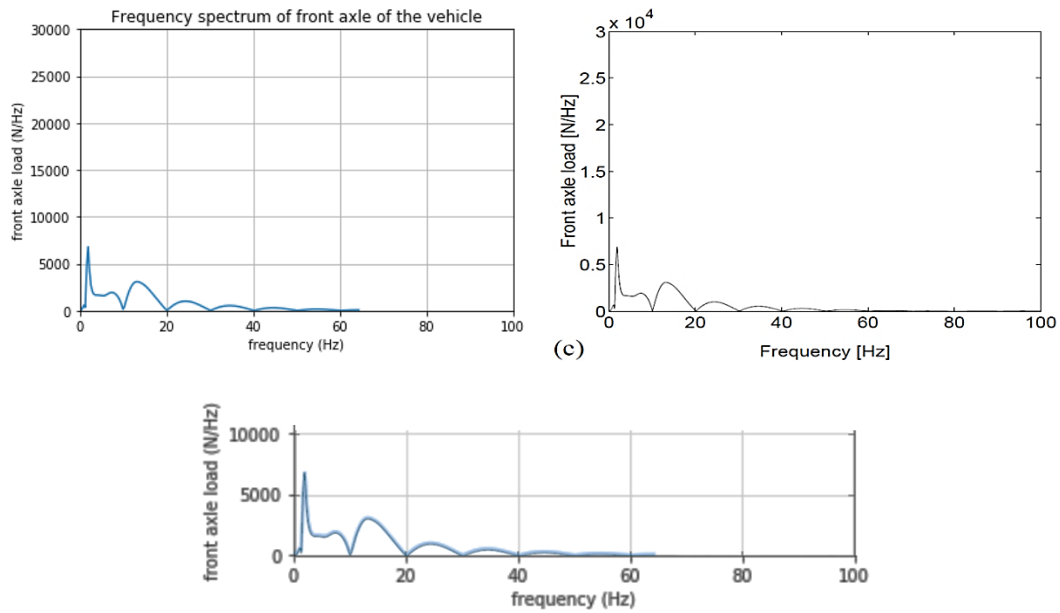 Frequency spectrum of front axle of the vehicle
30000
25000
20000
15000
10000
5000
0
front axle load (N/Hz)
0 20 40 60 80 100
frequency (Hz)
3 × 10^4
2.5
2
1.5
1
0.5
0
Front axle load [N/Hz]
0 20 40 60 80 100
Frequency [Hz]
(c)
10000
5000
0
front axle load (N/Hz)
0 20 40 60 80 100
frequency (Hz)